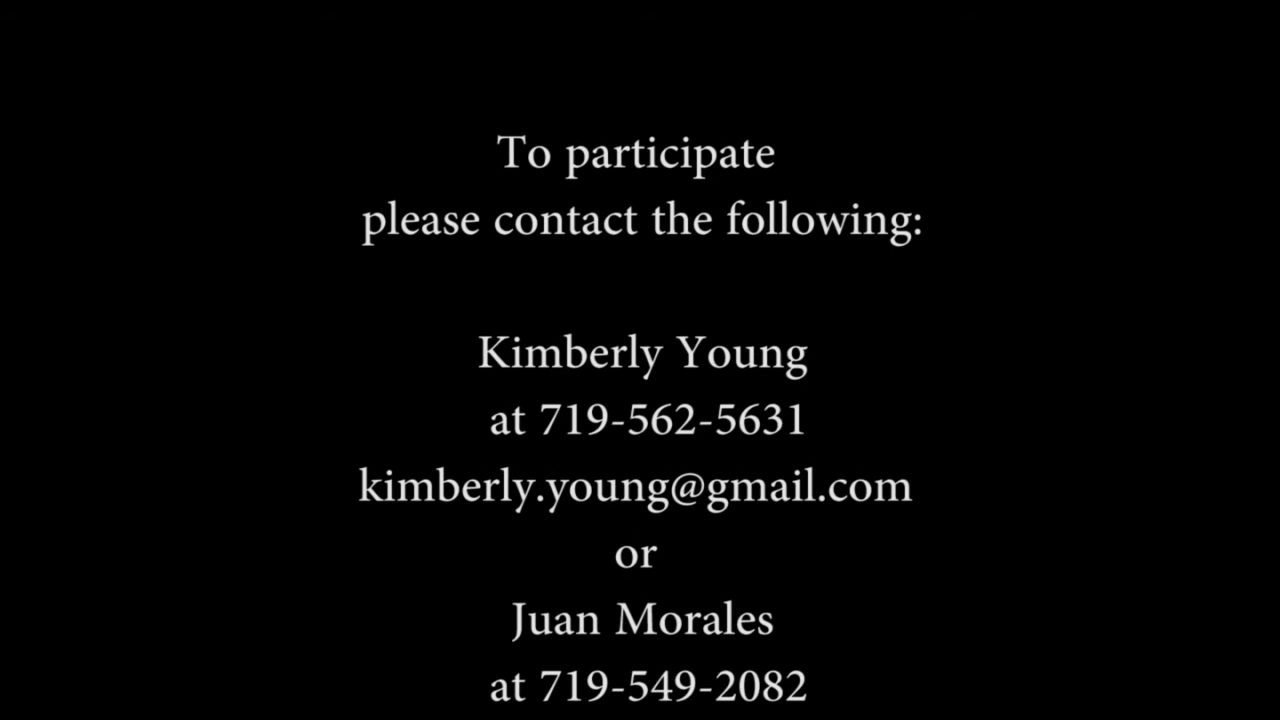 To participate
please contact the following:
Kimberly Young
at 719-562-5631
kimberly.young@gmail.com
or
Juan Morales
at 719-549-2082